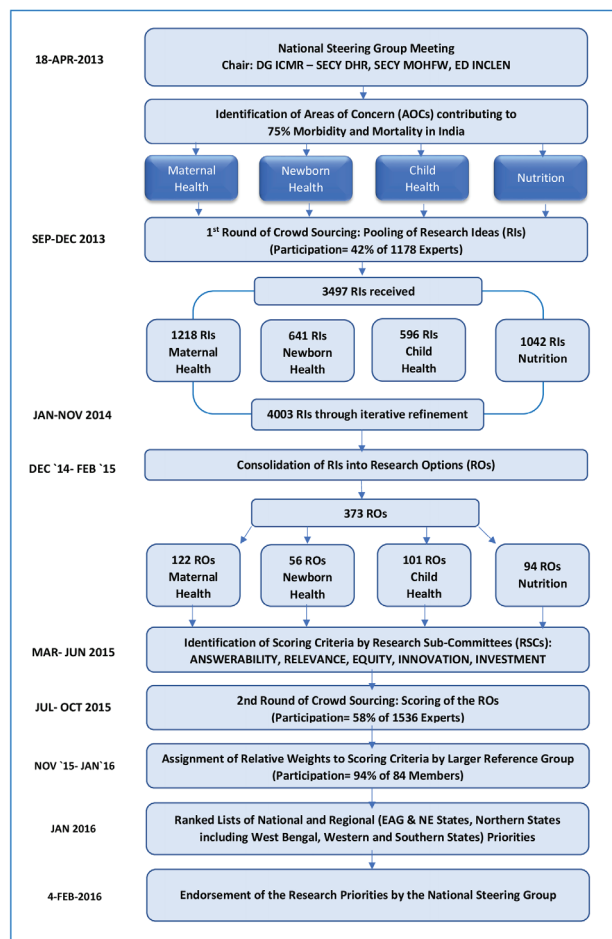 18-APR-2013
National Steering Group Meeting
Chair: DG ICMR – SECY DHR, SECY MOHFW, ED INCLEN
Identification of Areas of Concern (AOCs) contributing to
75% Morbidity and Mortality in India
Maternal
Health
Newborn
Health
Child
Health
Nutrition
SEP-DEC 2013
1st Round of Crowd Sourcing: Pooling of Research Ideas (RIs)
(Participation= 42% of 1178 Experts)
3497 RIs received
1218 RIs
Maternal
Health
641 RIs
Newborn
Health
596 RIs
Child
Health
1042 RIs
Nutrition
JAN-NOV 2014
4003 RIs through iterative refinement
DEC `14- FEB `15
Consolidation of RIs into Research Options (ROs)
373 ROs
122 ROs
Maternal
Health
56 ROs
Newborn
Health
101 ROs
Child
Health
94 ROs
Nutrition
MAR- JUN 2015
Identification of Scoring Criteria by Research Sub-Committees (RSCs):
ANSWERABILITY, RELEVANCE, EQUITY, INNOVATION, INVESTMENT
JUL- OCT 2015
2nd Round of Crowd Sourcing: Scoring of the ROs
(Participation= 58% of 1536 Experts)
NOV `15- JAN`16
Assignment of Relative Weights to Scoring Criteria by Larger Reference Group
(Participation= 94% of 84 Members)
JAN 2016
Ranked Lists of National and Regional (EAG & NE States, Northern States
including West Bengal, Western and Southern States) Priorities
4-FEB-2016
Endorsement of the Research Priorities by the National Steering Group